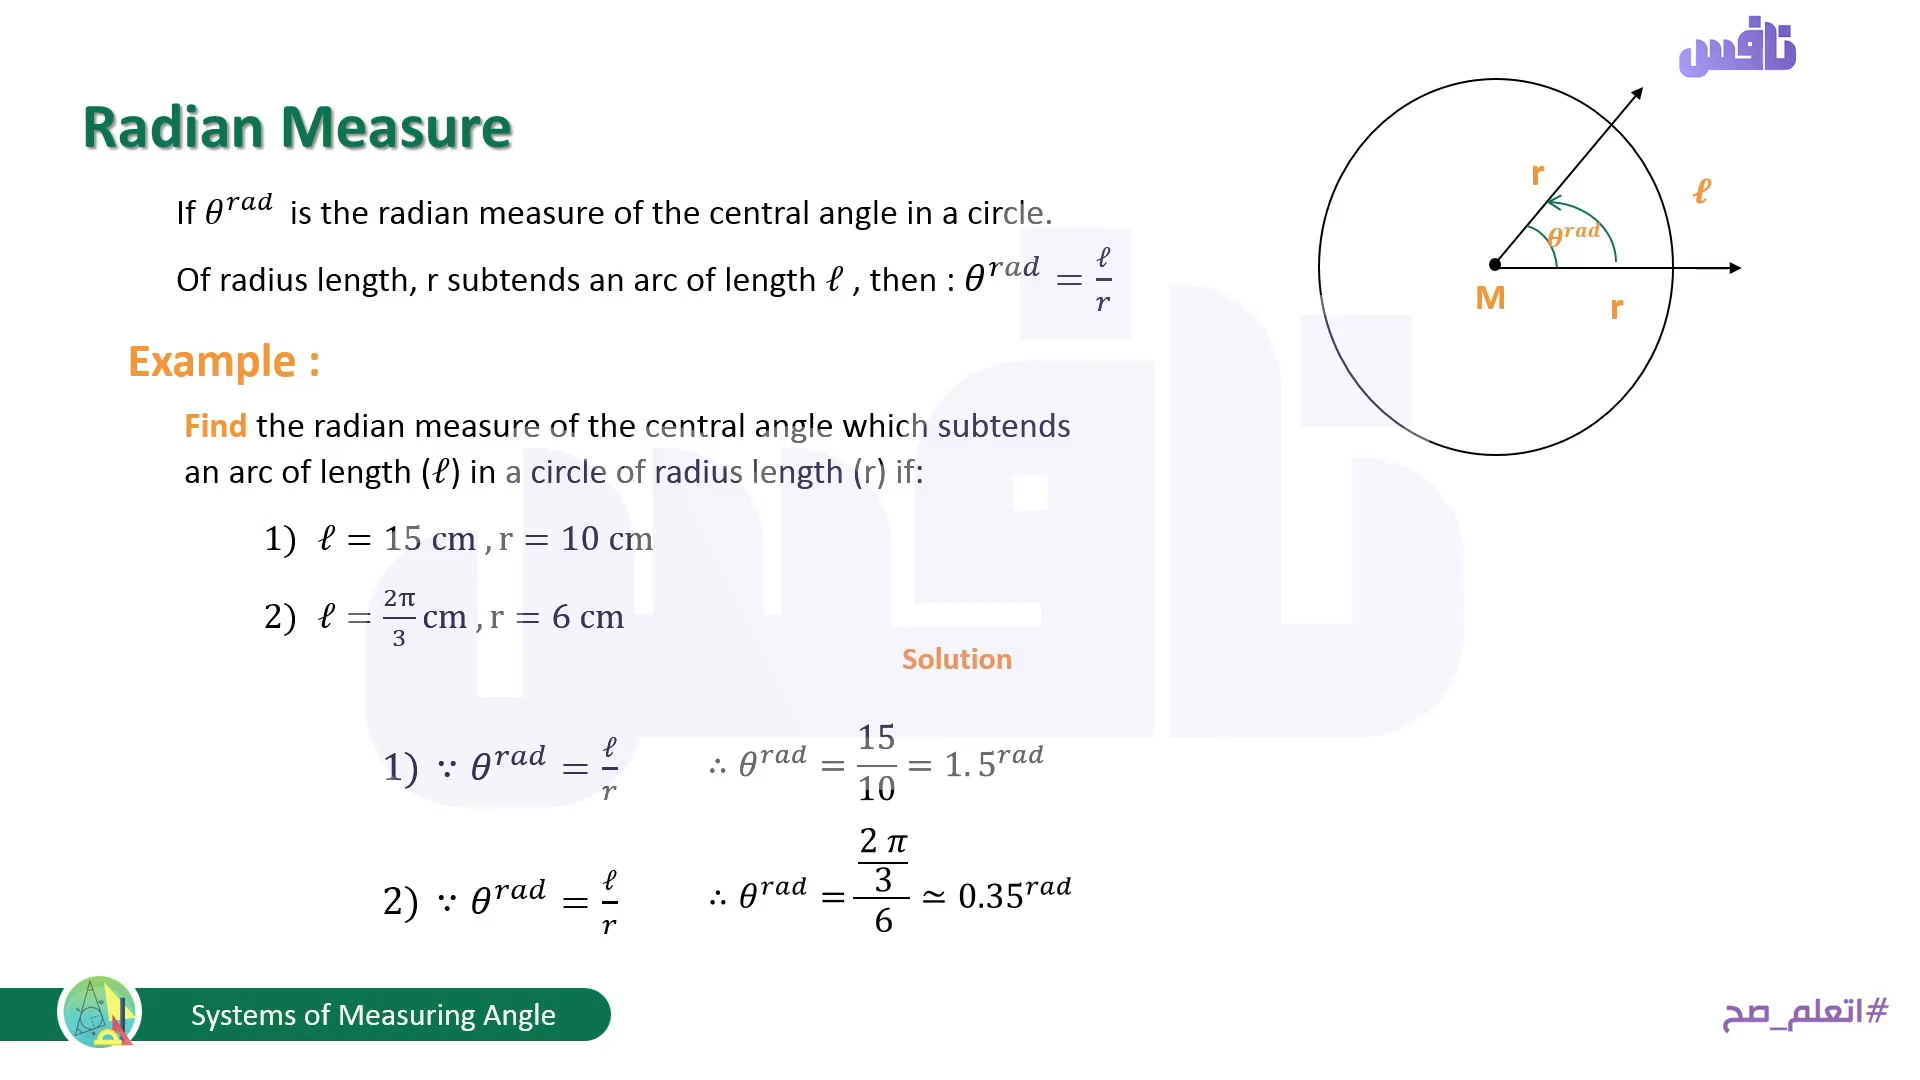 نافس
Radian Measure
If θ^rad is the radian measure of the central angle in a circle.
Of radius length, r subtends an arc of length ℓ , then : θ^rad = ℓ/r
r
ℓ
θ^rad
M
r
Example :
Find the radian measure of the central angle which subtends
an arc of length (ℓ) in a circle of radius length (r) if:
1) ℓ = 15 cm , r = 10 cm
2) ℓ = 2π/3 cm , r = 6 cm
Solution
1) ∵ θ^rad = ℓ/r ∴ θ^rad = 15/10 = 1.5^rad
2) ∵ θ^rad = ℓ/r ∴ θ^rad = (2 π/3)/6 ≃ 0.35^rad
نافس
Systems of Measuring Angle
#اتعلم_صح